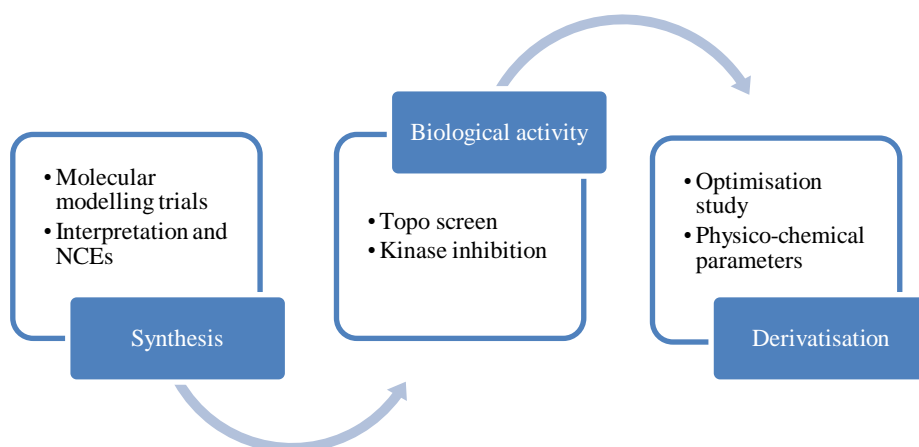 • Molecular
modelling trials
• Interpretation and
NCEs
Synthesis
Biological activity
• Topo screen
• Kinase inhibition
• Optimisation
study
• Physico-chemical
parameters
Derivatisation